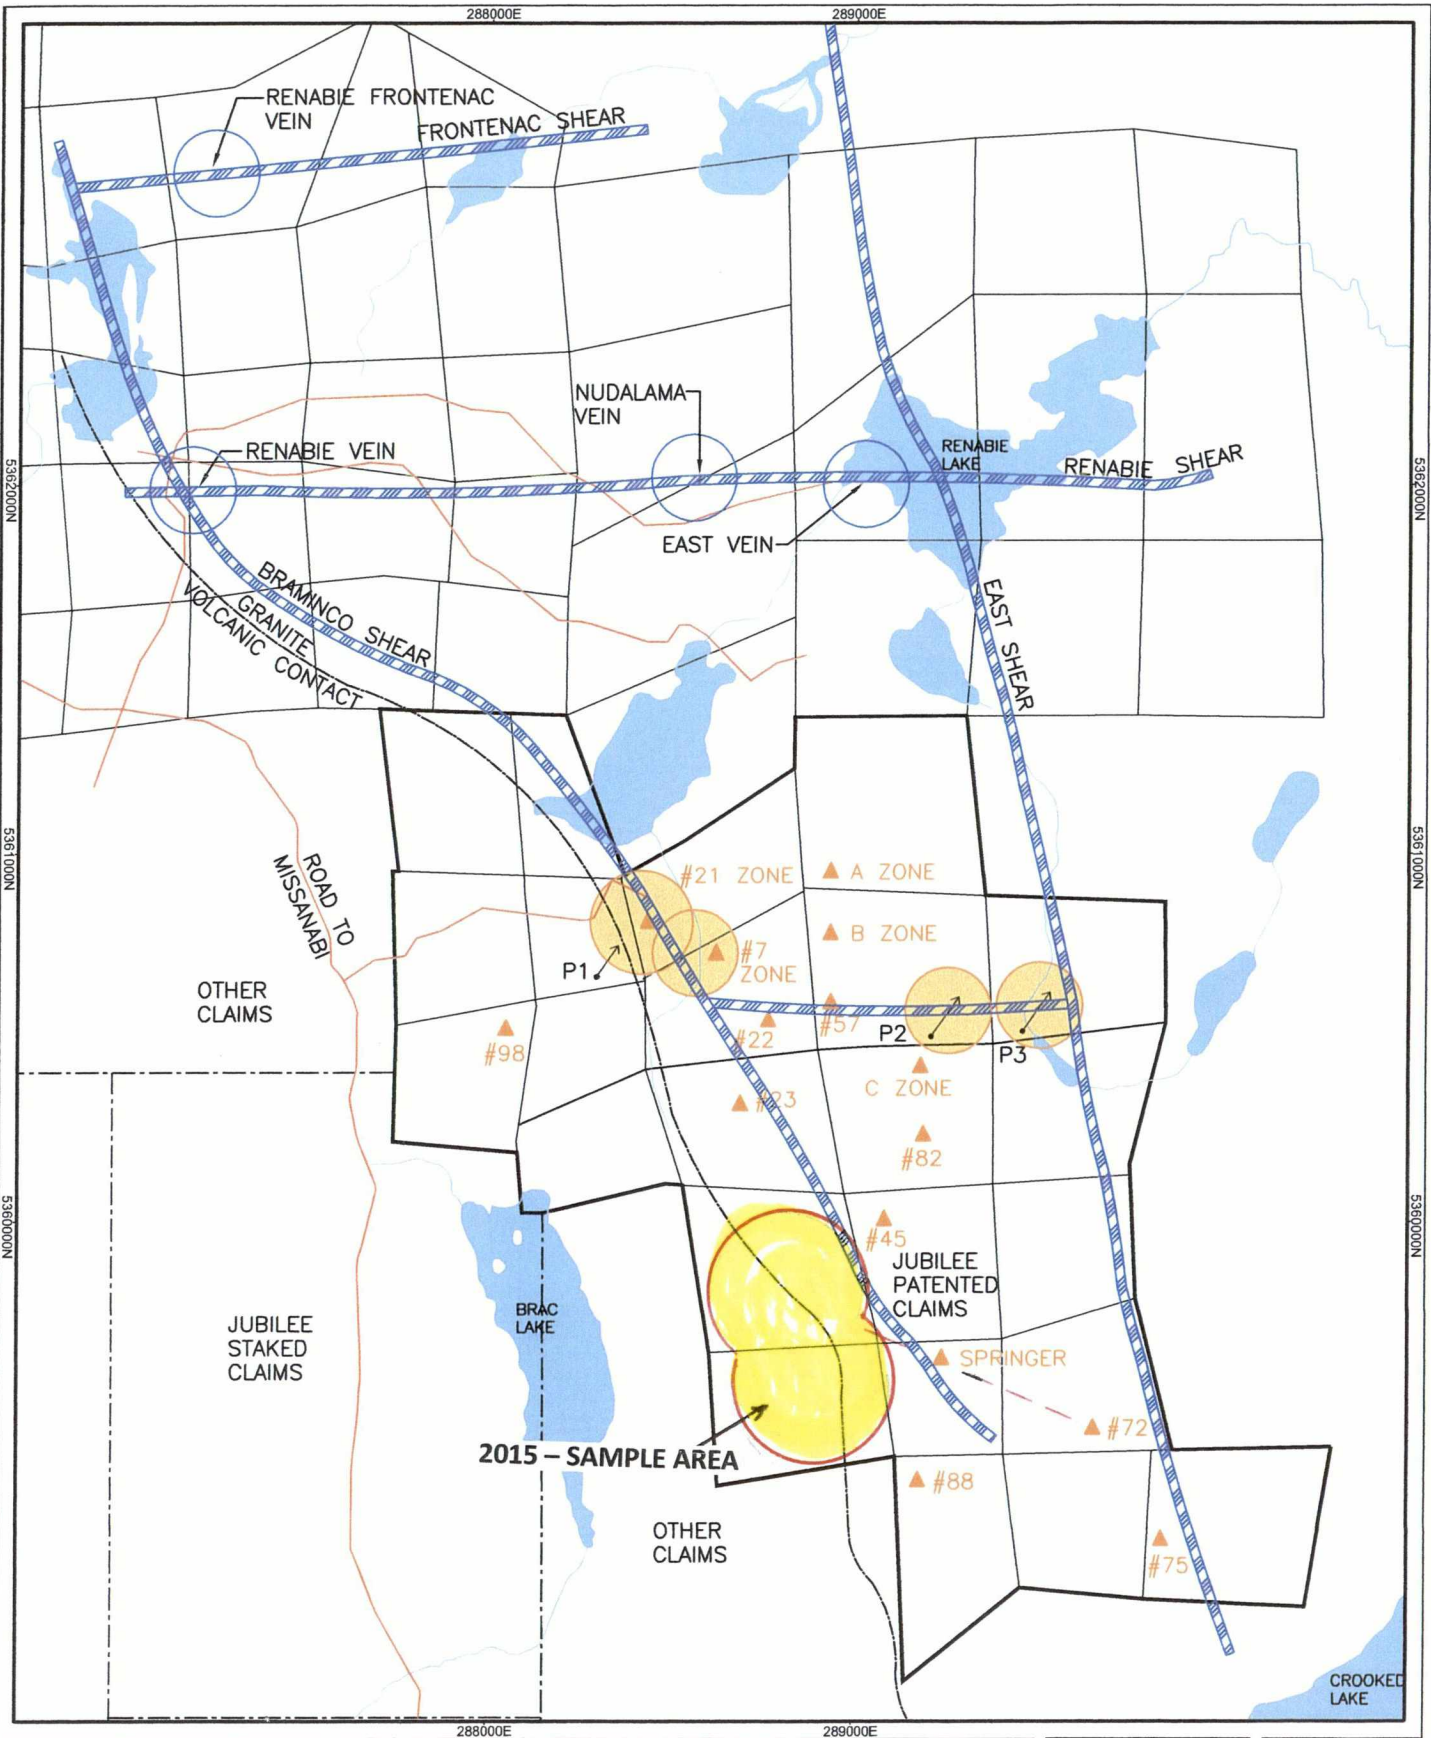 288000E
289000E
RENABIE FRONTENAC
VEIN
FRONTENAC SHEAR
NUDALAMA
VEIN
RENABIE VEIN
RENABIE
LAKE
RENABIE SHEAR
5362000N
5362000N
EAST VEIN
EAST SHEAR
BRAMINCO SHEAR
GRANITE
VOLCANIC CONTACT
5361000N
5361000N
ROAD TO
MISSANABI
#21 ZONE
A ZONE
B ZONE
#7
ZONE
P1
OTHER
CLAIMS
#98
#22
#57
P2
P3
C ZONE
#23
#82
5360000N
5360000N
#45
JUBILEE
PATENTED
CLAIMS
BRAC
LAKE
JUBILEE
STAKED
CLAIMS
SPRINGER
#72
2015 – SAMPLE AREA
#88
OTHER
CLAIMS
#75
CROOKED
LAKE
288000E
289000E